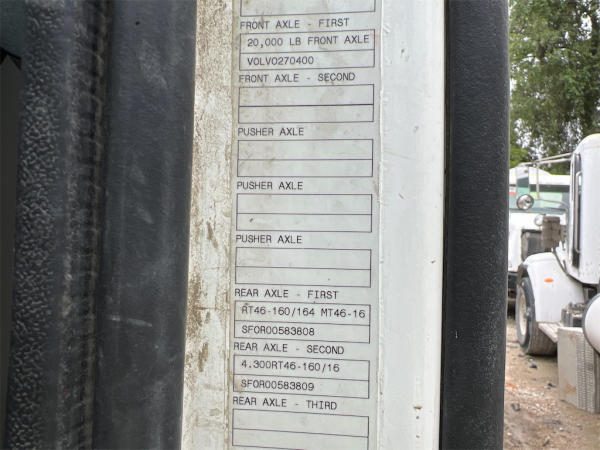 FRONT AXLE - FIRST
20,000 LB FRONT AXLE
VOLVO270400
FRONT AXLE - SECOND
PUSHER AXLE
PUSHER AXLE
PUSHER AXLE
REAR AXLE - FIRST
RT46-160/164 MT46-16
SFOR00583808
REAR AXLE - SECOND
4.300RT46-160/16
SFOR00583809
REAR AXLE - THIRD